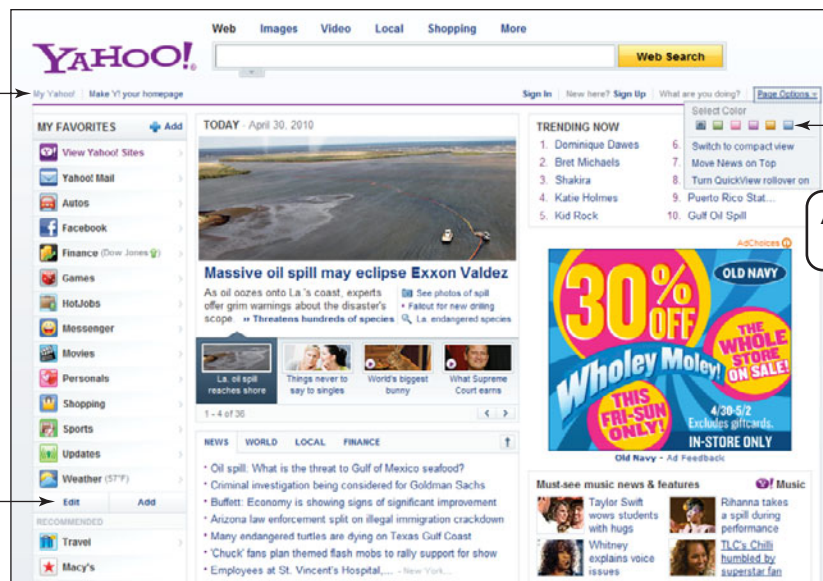 Web Images Video Local Shopping More
YAHOO!
Web Search
My Yahoo! Make Y! your homepage
Sign In New here? Sign Up What are you doing? Page Options
Select Color
Switch to compact view
Move News on Top
Turn QuickView rollover on
MY FAVORITES Add
View Yahoo! Sites
Yahoo! Mail
Autos
Facebook
Finance (Dow Jones)
Games
HotJobs
Messenger
Movies
Personals
Shopping
Sports
Updates
Weather (57°F)
Edit Add
RECOMMENDED
Travel
Macy's
TODAY - April 30, 2010
Massive oil spill may eclipse Exxon Valdez
As oil oozes onto La.'s coast, experts
offer grim warnings about the disaster's
scope. » Threatens hundreds of species
See photos of spill
• Fallout for new drilling
La. endangered species
La. oil spill
reaches shore
Things never to
say to singles
World's biggest
bunny
What Supreme
Court earns
1 - 4 of 36
NEWS WORLD LOCAL FINANCE
• Oil spill: What is the threat to Gulf of Mexico seafood?
• Criminal investigation being considered for Goldman Sachs
• Buffett: Economy is showing signs of significant improvement
• Arizona law enforcement split on illegal immigration crackdown
• Many endangered turtles are dying on Texas Gulf Coast
• 'Chuck' fans plan themed flash mobs to rally support for show
• Employees at St. Vincent's Hospital,... - New York...
TRENDING NOW
1. Dominique Dawes
2. Bret Michaels
3. Shakira
4. Katie Holmes
5. Kid Rock
6.
7.
8.
9. Puerto Rico Stat...
10. Gulf Oil Spill
AdChoices
30%
OFF
OLD NAVY
THE
WHOLE
STORE
ON SALE!
Wholey Moley!
THIS
FRI-SUN
ONLY!
4/30-5/2
Excludes giftcards.
IN-STORE ONLY
Old Navy - Ad Feedback
Must-see music news & features Y! Music
Taylor Swift
wows students
with hugs
Rihanna takes
a spill during
performance
Whitney
explains voice
issues
TLC's Chilli
humbled by
superstar fan